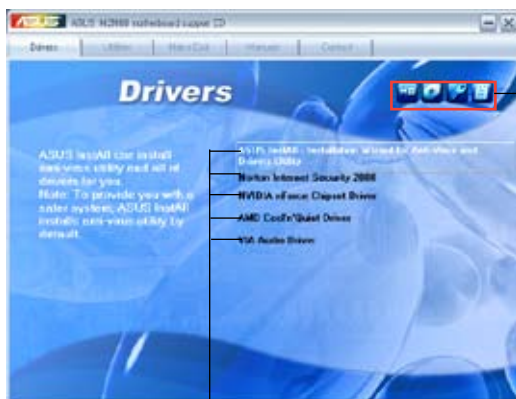 ASUS
motherboard support CD
Drivers
Utilities
Manual
Contact
Drivers
ASUS InstAll can install
anti-virus utility and all of
drivers for you.
Note: To provide you with a
safer system, ASUS InstAll
installs anti-virus utility by
default.
ASUS InstAll - Installation Wizard for Anti-Virus and
Drivers Utility
Norton Internet Security 2008
NVIDIA nForce Chipset Driver
AMD Cool'n'Quiet Driver
VIA Audio Driver